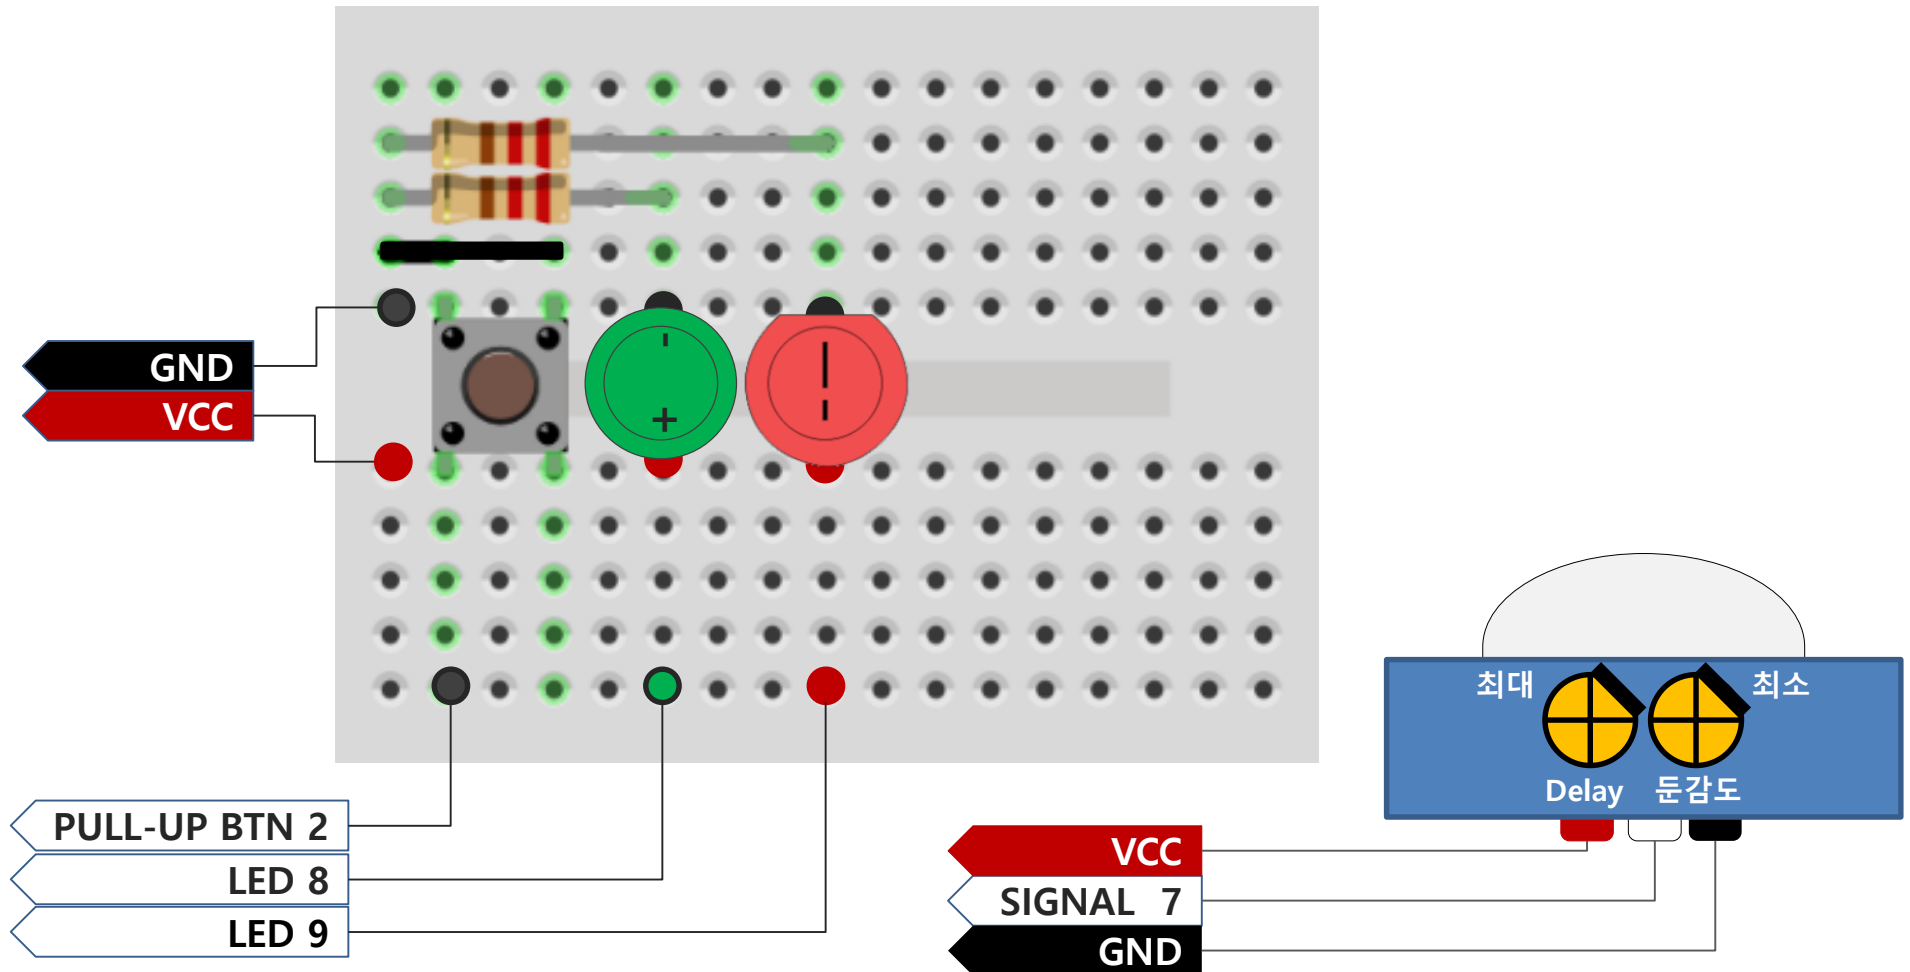 GND
VCC
PULL-UP BTN 2
LED 8
LED 9
최대
최소
Delay
둔감도
VCC
SIGNAL 7
GND